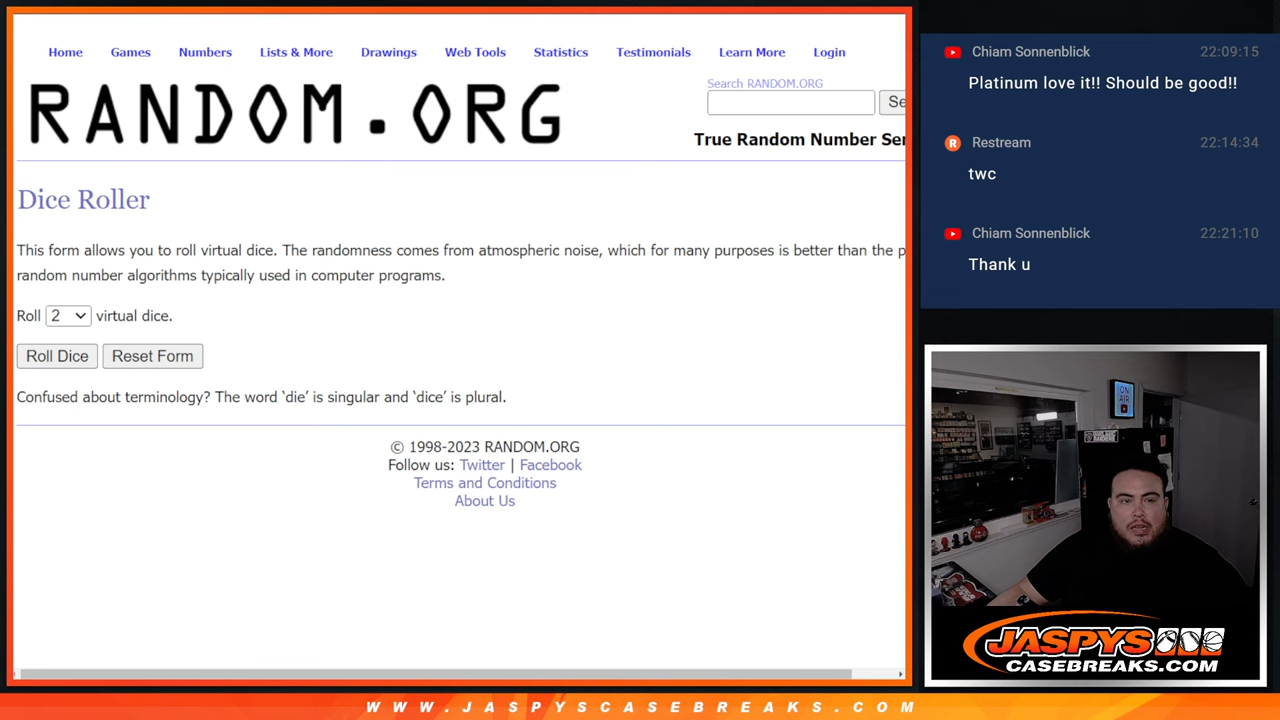 Home Games Numbers Lists & More Drawings Web Tools Statistics Testimonials Learn More Login
RANDOM.ORG
Search RANDOM.ORG
Se
True Random Number Ser
Dice Roller
This form allows you to roll virtual dice. The randomness comes from atmospheric noise, which for many purposes is better than the p
random number algorithms typically used in computer programs.
Roll 2 virtual dice.
Roll Dice Reset Form
Confused about terminology? The word ‘die’ is singular and ‘dice’ is plural.
© 1998-2023 RANDOM.ORG
Follow us: Twitter | Facebook
Terms and Conditions
About Us
Chiam Sonnenblick 22:09:15
Platinum love it!! Should be good!!
R Restream 22:14:34
twc
Chiam Sonnenblick 22:21:10
Thank u
ON
AIR
RAIDERS
JASPYS
CASEBREAKS.COM
WWW.JASPYSCASEBREAKS.COM